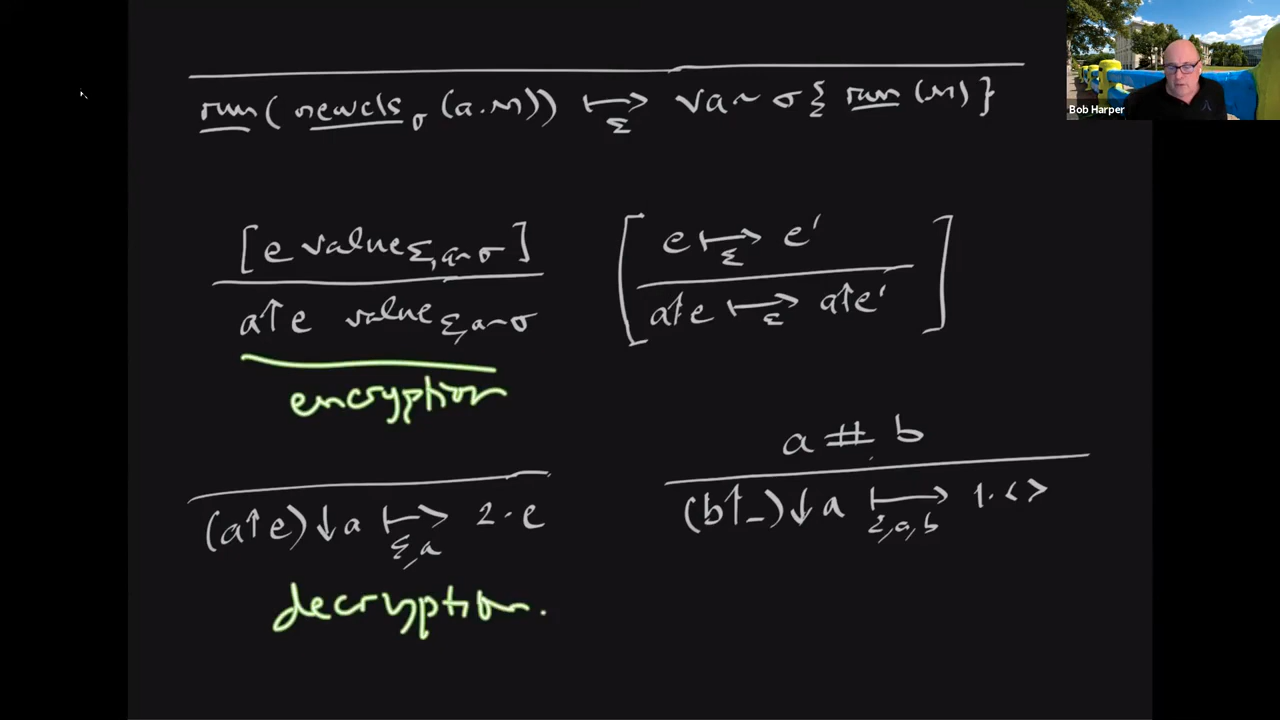 run(newcls_σ(a.m)) ↦_Σ νa~σ{run(m)}
Bob Harper
[e value_Σ,a~σ]
a↑e value_Σ,a~σ
[e ↦_Σ e'
a↑e ↦_Σ a↑e']
encryption
a # b
(a↑e)↓a ↦_Σ,a 2·e
(b↑_)↓a ↦_Σ,a,b 1·<>
decryption.